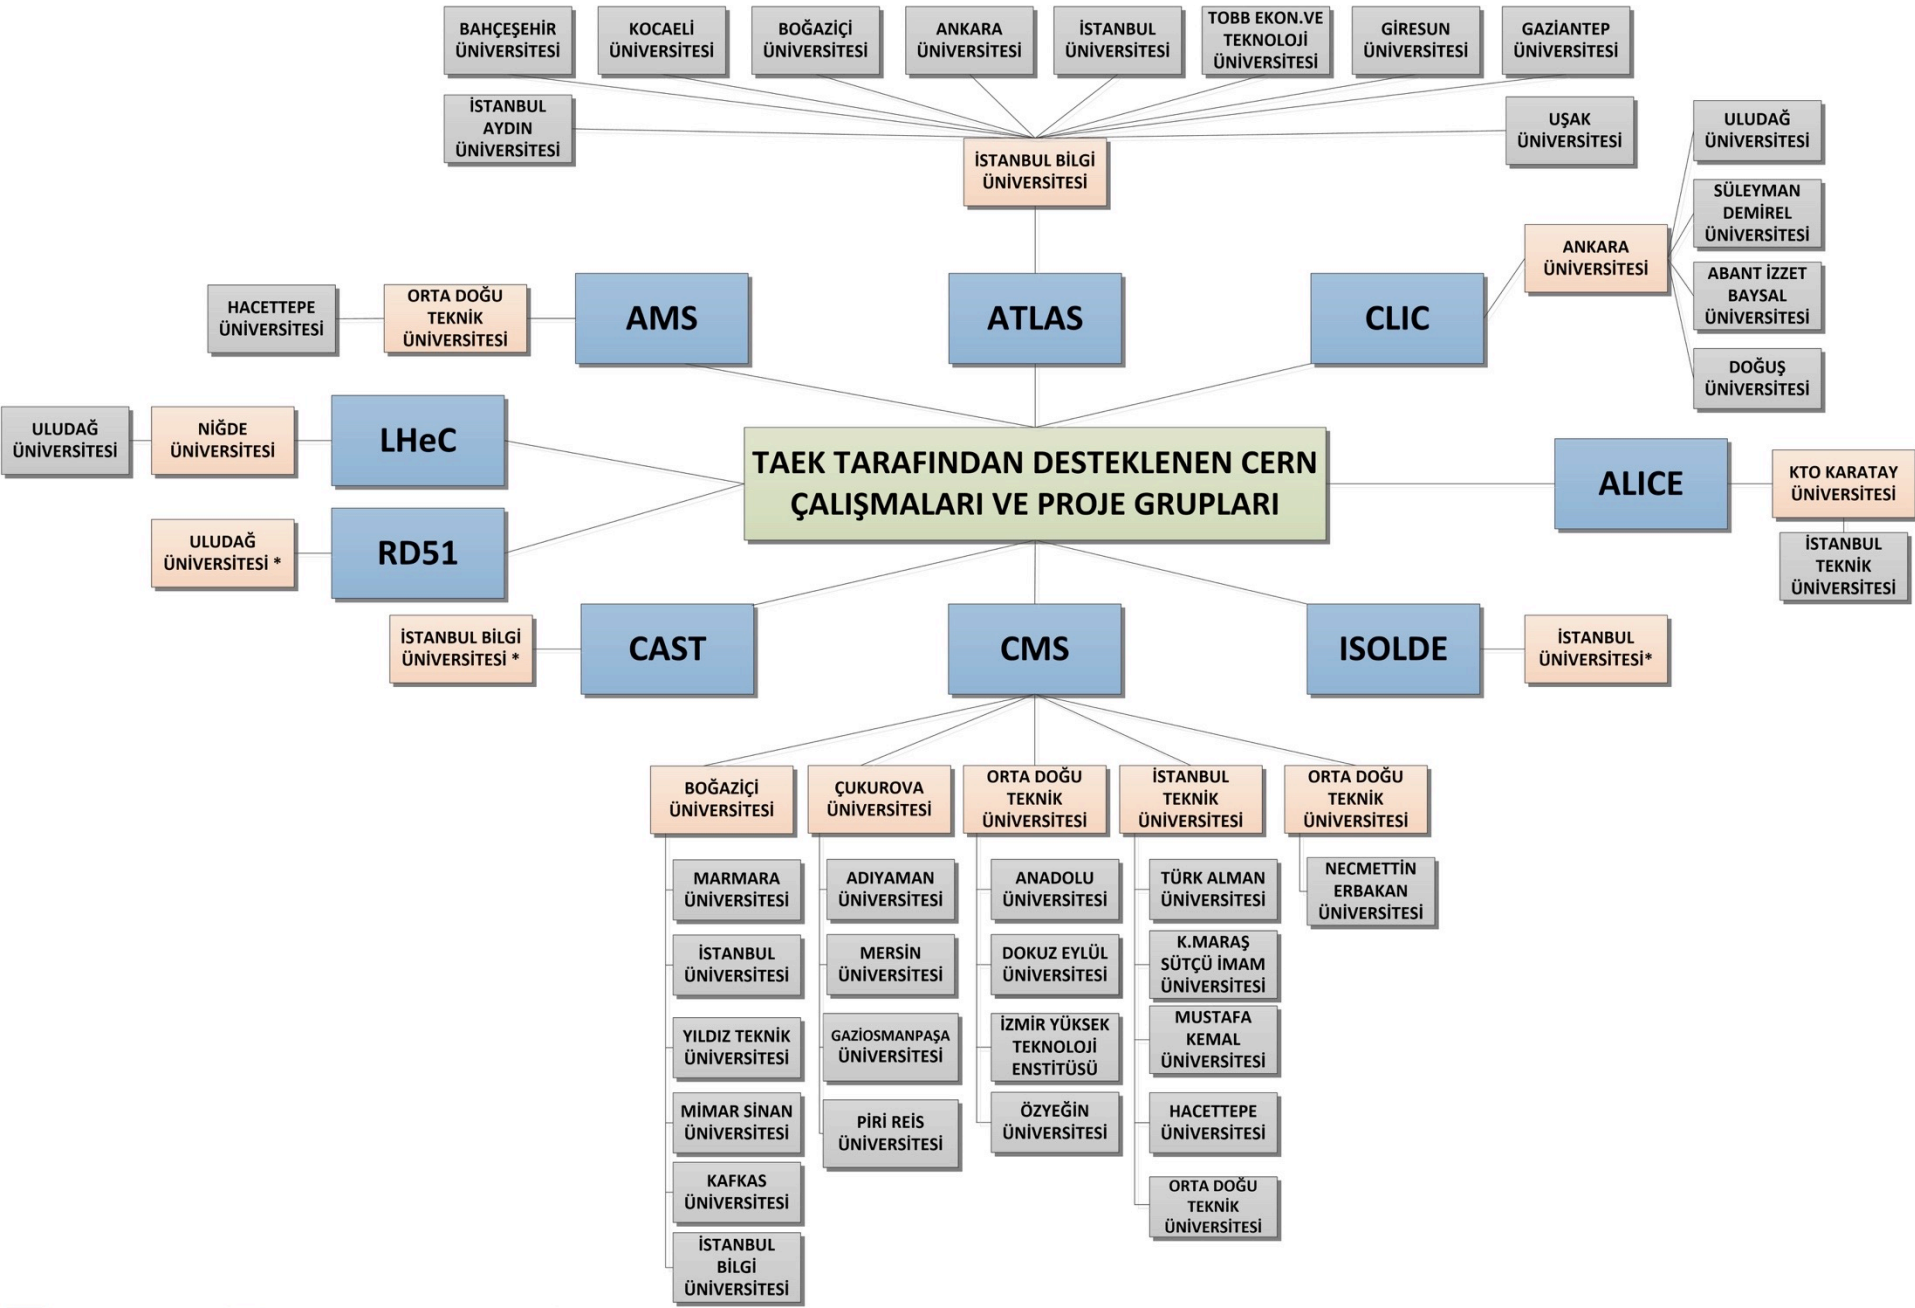 BAHÇEŞEHİR
ÜNİVERSİTESİ
KOCAELİ
ÜNİVERSİTESİ
BOĞAZİÇİ
ÜNİVERSİTESİ
ANKARA
ÜNİVERSİTESİ
İSTANBUL
ÜNİVERSİTESİ
TOBB EKON.VE
TEKNOLOJİ
ÜNİVERSİTESİ
GİRESUN
ÜNİVERSİTESİ
GAZİANTEP
ÜNİVERSİTESİ
İSTANBUL
AYDIN
ÜNİVERSİTESİ
UŞAK
ÜNİVERSİTESİ
İSTANBUL BİLGİ
ÜNİVERSİTESİ
ULUDAĞ
ÜNİVERSİTESİ
SÜLEYMAN
DEMİREL
ÜNİVERSİTESİ
ANKARA
ÜNİVERSİTESİ
ABANT İZZET
BAYSAL
ÜNİVERSİTESİ
DOĞUŞ
ÜNİVERSİTESİ
HACETTEPE
ÜNİVERSİTESİ
ORTA DOĞU
TEKNİK
ÜNİVERSİTESİ
AMS
ATLAS
CLIC
ULUDAĞ
ÜNİVERSİTESİ
NİĞDE
ÜNİVERSİTESİ
LHeC
TAEK TARAFINDAN DESTEKLENEN CERN
ÇALIŞMALARI VE PROJE GRUPLARI
ALICE
KTO KARATAY
ÜNİVERSİTESİ
İSTANBUL
TEKNİK
ÜNİVERSİTESİ
ULUDAĞ
ÜNİVERSİTESİ *
RD51
İSTANBUL BİLGİ
ÜNİVERSİTESİ *
CAST
CMS
ISOLDE
İSTANBUL
ÜNİVERSİTESİ*
BOĞAZİÇİ
ÜNİVERSİTESİ
ÇUKUROVA
ÜNİVERSİTESİ
ORTA DOĞU
TEKNİK
ÜNİVERSİTESİ
İSTANBUL
TEKNİK
ÜNİVERSİTESİ
ORTA DOĞU
TEKNİK
ÜNİVERSİTESİ
MARMARA
ÜNİVERSİTESİ
İSTANBUL
ÜNİVERSİTESİ
YILDIZ TEKNİK
ÜNİVERSİTESİ
MİMAR SİNAN
ÜNİVERSİTESİ
KAFKAS
ÜNİVERSİTESİ
İSTANBUL
BİLGİ
ÜNİVERSİTESİ
ADIYAMAN
ÜNİVERSİTESİ
MERSİN
ÜNİVERSİTESİ
GAZİOSMANPAŞA
ÜNİVERSİTESİ
PİRİ REİS
ÜNİVERSİTESİ
ANADOLU
ÜNİVERSİTESİ
DOKUZ EYLÜL
ÜNİVERSİTESİ
İZMİR YÜKSEK
TEKNOLOJİ
ENSTİTÜSÜ
ÖZYEĞİN
ÜNİVERSİTESİ
TÜRK ALMAN
ÜNİVERSİTESİ
K.MARAŞ
SÜTÇÜ İMAM
ÜNİVERSİTESİ
MUSTAFA
KEMAL
ÜNİVERSİTESİ
HACETTEPE
ÜNİVERSİTESİ
ORTA DOĞU
TEKNİK
ÜNİVERSİTESİ
NECMETTİN
ERBAKAN
ÜNİVERSİTESİ